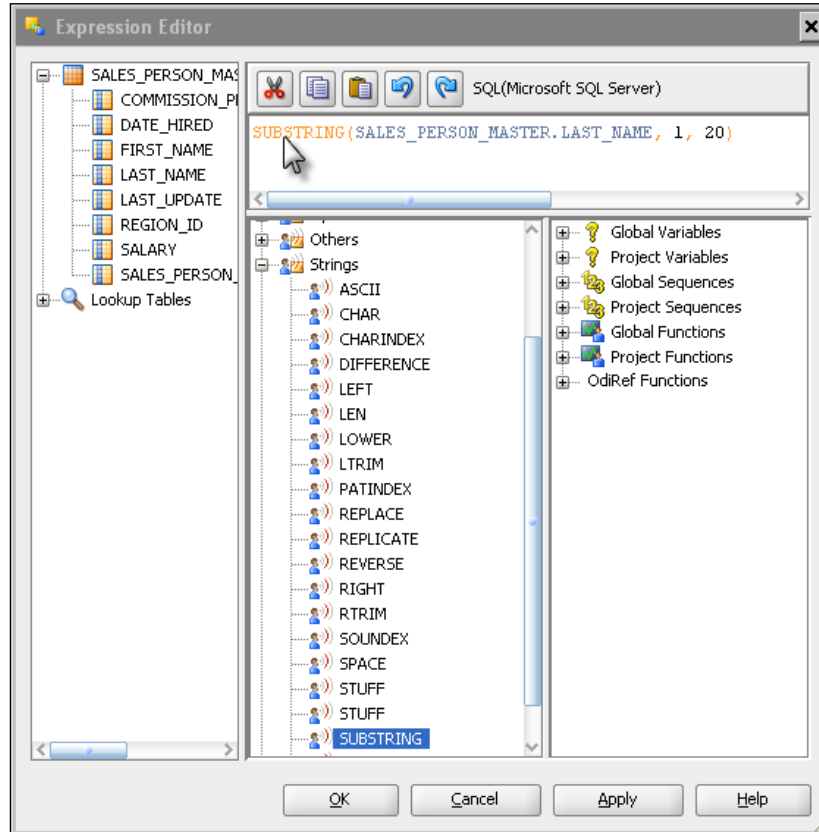 Expression Editor
SALES_PERSON_MAS
COMMISSION_P
DATE_HIRED
FIRST_NAME
LAST_NAME
LAST_UPDATE
REGION_ID
SALARY
SALES_PERSON_
Lookup Tables
SQL(Microsoft SQL Server)
SUBSTRING(SALES_PERSON_MASTER.LAST_NAME, 1, 20)
Others
Strings
ASCII
CHAR
CHARINDEX
DIFFERENCE
LEFT
LEN
LOWER
LTRIM
PATINDEX
REPLACE
REPLICATE
REVERSE
RIGHT
RTRIM
SOUNDEX
SPACE
STUFF
STUFF
SUBSTRING
Global Variables
Project Variables
Global Sequences
Project Sequences
Global Functions
Project Functions
OdiRef Functions
OK
Cancel
Apply
Help